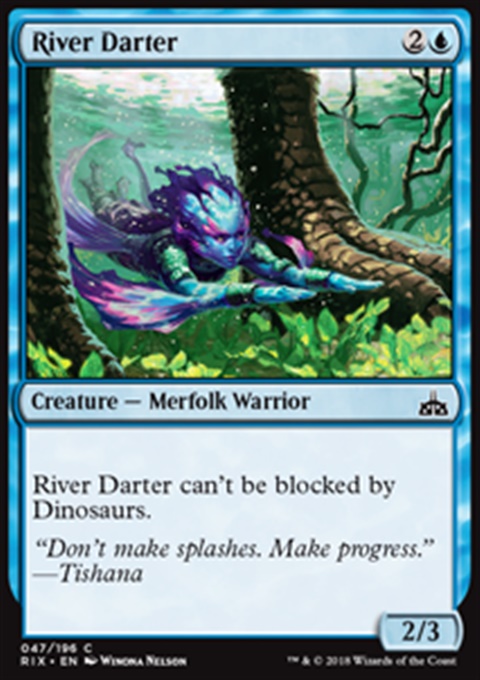 River Darter 2
Creature — Merfolk Warrior
River Darter can't be blocked by
Dinosaurs.
"Don't make splashes. Make progress."
—Tishana
2/3
047/196 C
RIX • EN Winona Nelson
™ & © 2018 Wizards of the Coast